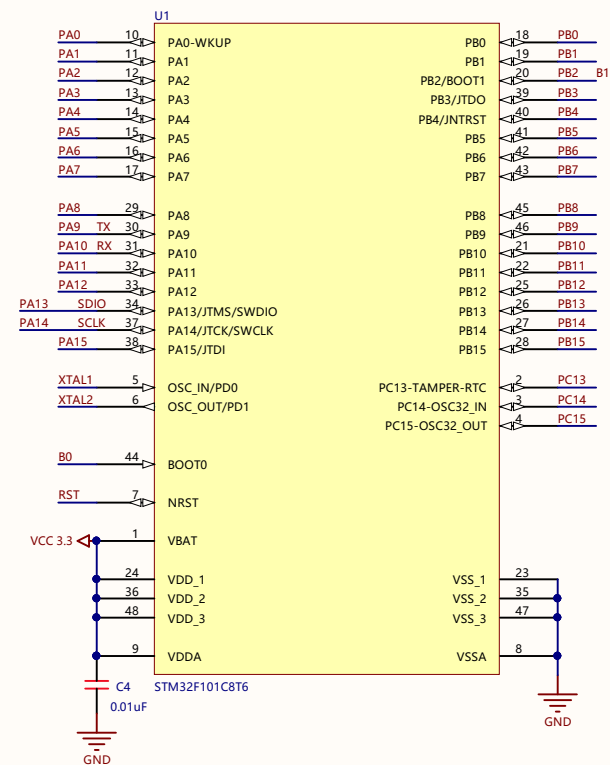 U1
PA0 10 PA0-WKUP PB0 18 PB0
PA1 11 PA1 PB1 19 PB1
PA2 12 PA2 PB2/BOOT1 20 PB2 B1
PA3 13 PA3 PB3/JTDO 39 PB3
PA4 14 PA4 PB4/JNTRST 40 PB4
PA5 15 PA5 PB5 41 PB5
PA6 16 PA6 PB6 42 PB6
PA7 17 PA7 PB7 43 PB7
PA8 29 PA8 PB8 45 PB8
PA9 TX 30 PA9 PB9 46 PB9
PA10 RX 31 PA10 PB10 21 PB10
PA11 32 PA11 PB11 22 PB11
PA12 33 PA12 PB12 25 PB12
PA13 SDIO 34 PA13/JTMS/SWDIO PB13 26 PB13
PA14 SCLK 37 PA14/JTCK/SWCLK PB14 27 PB14
PA15 38 PA15/JTDI PB15 28 PB15
XTAL1 5 OSC_IN/PD0 PC13-TAMPER-RTC 2 PC13
XTAL2 6 OSC_OUT/PD1 PC14-OSC32_IN 3 PC14
PC15-OSC32_OUT 4 PC15
B0 44 BOOT0
RST 7 NRST
VCC 3.3 1 VBAT
24 VDD_1 VSS_1 23
36 VDD_2 VSS_2 35
48 VDD_3 VSS_3 47
9 VDDA VSSA 8
C4 STM32F101C8T6
0.01uF
GND
GND